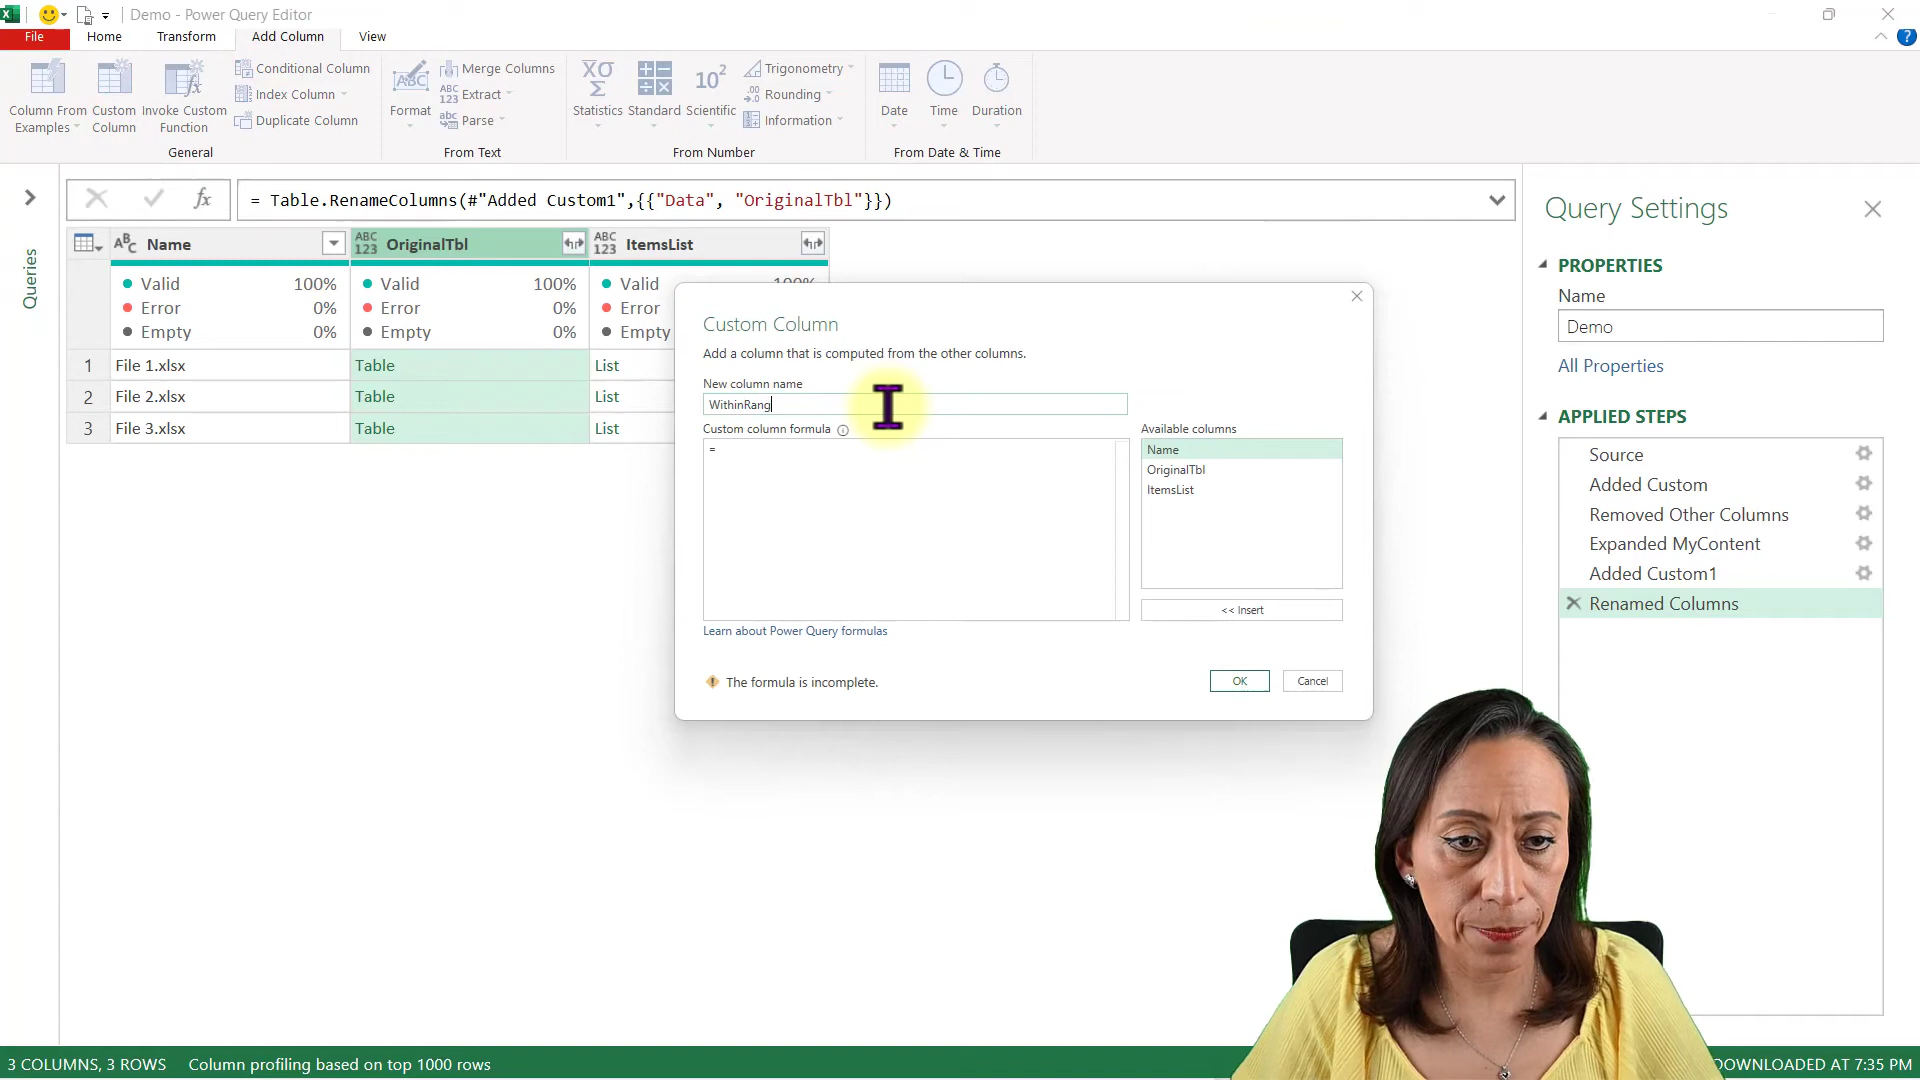 Demo - Power Query Editor
File Home Transform Add Column View
Column From Examples
Custom Column
Invoke Custom Function
Conditional Column
Index Column
Duplicate Column
General
Format
Merge Columns
Extract
Parse
From Text
Statistics
Standard
Scientific
Trigonometry
Rounding
Information
From Number
Date
Time
Duration
From Date & Time
= Table.RenameColumns(#"Added Custom1",{{"Data", "OriginalTbl"}})
Queries
Name OriginalTbl ItemsList
Valid 100% Valid 100% Valid
Error 0% Error 0% Error
Empty 0% Empty 0% Empty
1 File 1.xlsx Table List
2 File 2.xlsx Table List
3 File 3.xlsx Table List
Custom Column
Add a column that is computed from the other columns.
New column name
WithinRang
Custom column formula
=
Available columns
Name
OriginalTbl
ItemsList
<< Insert
Learn about Power Query formulas
The formula is incomplete.
OK Cancel
Query Settings
PROPERTIES
Name
Demo
All Properties
APPLIED STEPS
Source
Added Custom
Removed Other Columns
Expanded MyContent
Added Custom1
Renamed Columns
3 COLUMNS, 3 ROWS Column profiling based on top 1000 rows
DOWNLOADED AT 7:35 PM